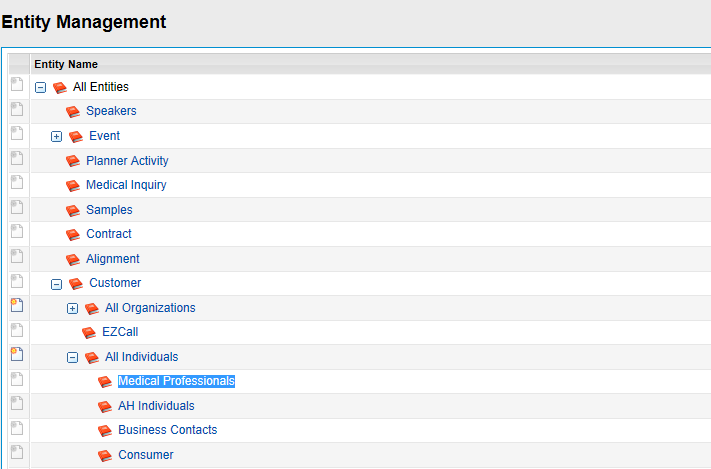 Entity Management
Entity Name
All Entities
Speakers
Event
Planner Activity
Medical Inquiry
Samples
Contract
Alignment
Customer
All Organizations
EZCall
All Individuals
Medical Professionals
AH Individuals
Business Contacts
Consumer